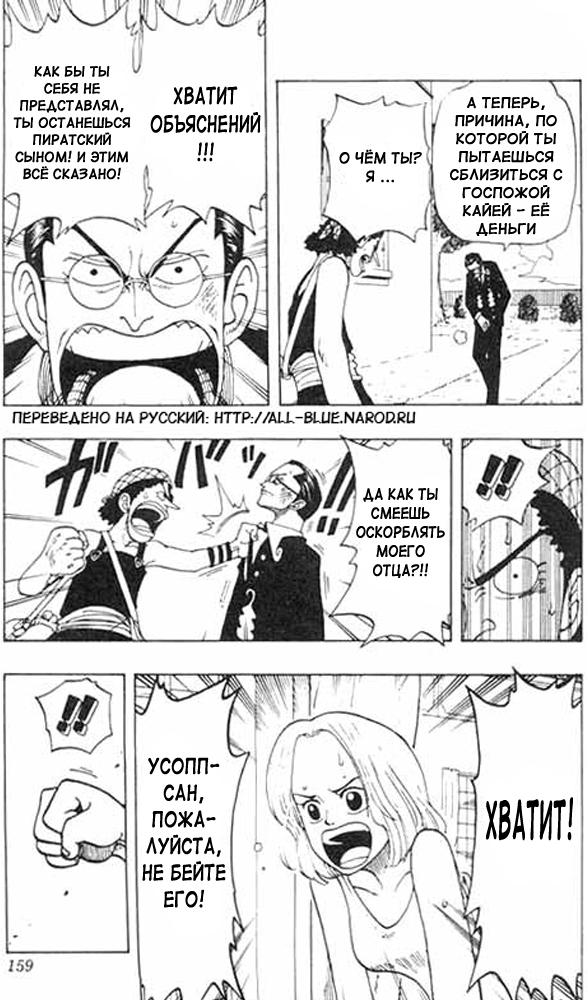 А ТЕПЕРЬ,
ПРИЧИНА, ПО
КОТОРОЙ ТЫ
ПЫТАЕШЬСЯ
СБЛИЗИТЬСЯ С
ГОСПОЖОЙ
КАЙЕЙ – ЕЁ
ДЕНЬГИ
О ЧЁМ ТЫ?
Я ...
ХВАТИТ
ОБЪЯСНЕНИЙ
!!!
КАК БЫ ТЫ
СЕБЯ НЕ
ПРЕДСТАВЛЯЛ,
ТЫ ОСТАНЕШЬСЯ
ПИРАТСКИЙ
СЫНОМ! И ЭТИМ
ВСЁ СКАЗАНО!
ПЕРЕВЕДЕНО НА РУССКИЙ: HTTP://ALL-BLUE.NAROD.RU
!!
ДА КАК ТЫ
СМЕЕШЬ
ОСКОРБЛЯТЬ
МОЕГО
ОТЦА?!!
ХВАТИТ!
УСОПП-
САН,
ПОЖА-
ЛУЙСТА,
НЕ БЕЙТЕ
ЕГО!
!!
159